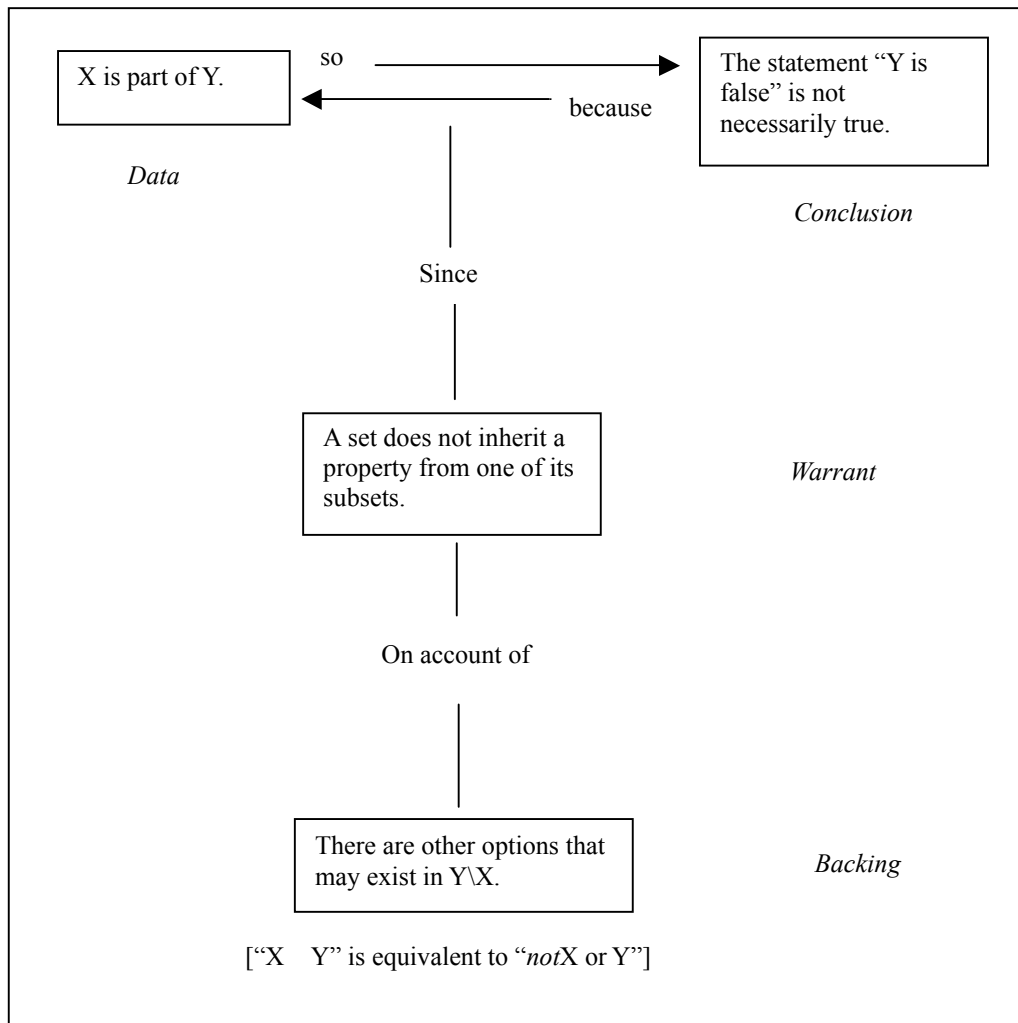 X is part of Y.
so
because
The statement “Y is
false” is not
necessarily true.
Data
Conclusion
Since
A set does not inherit a
property from one of its
subsets.
Warrant
On account of
There are other options that
may exist in Y\X.
Backing
[“X Y” is equivalent to “notX or Y”]